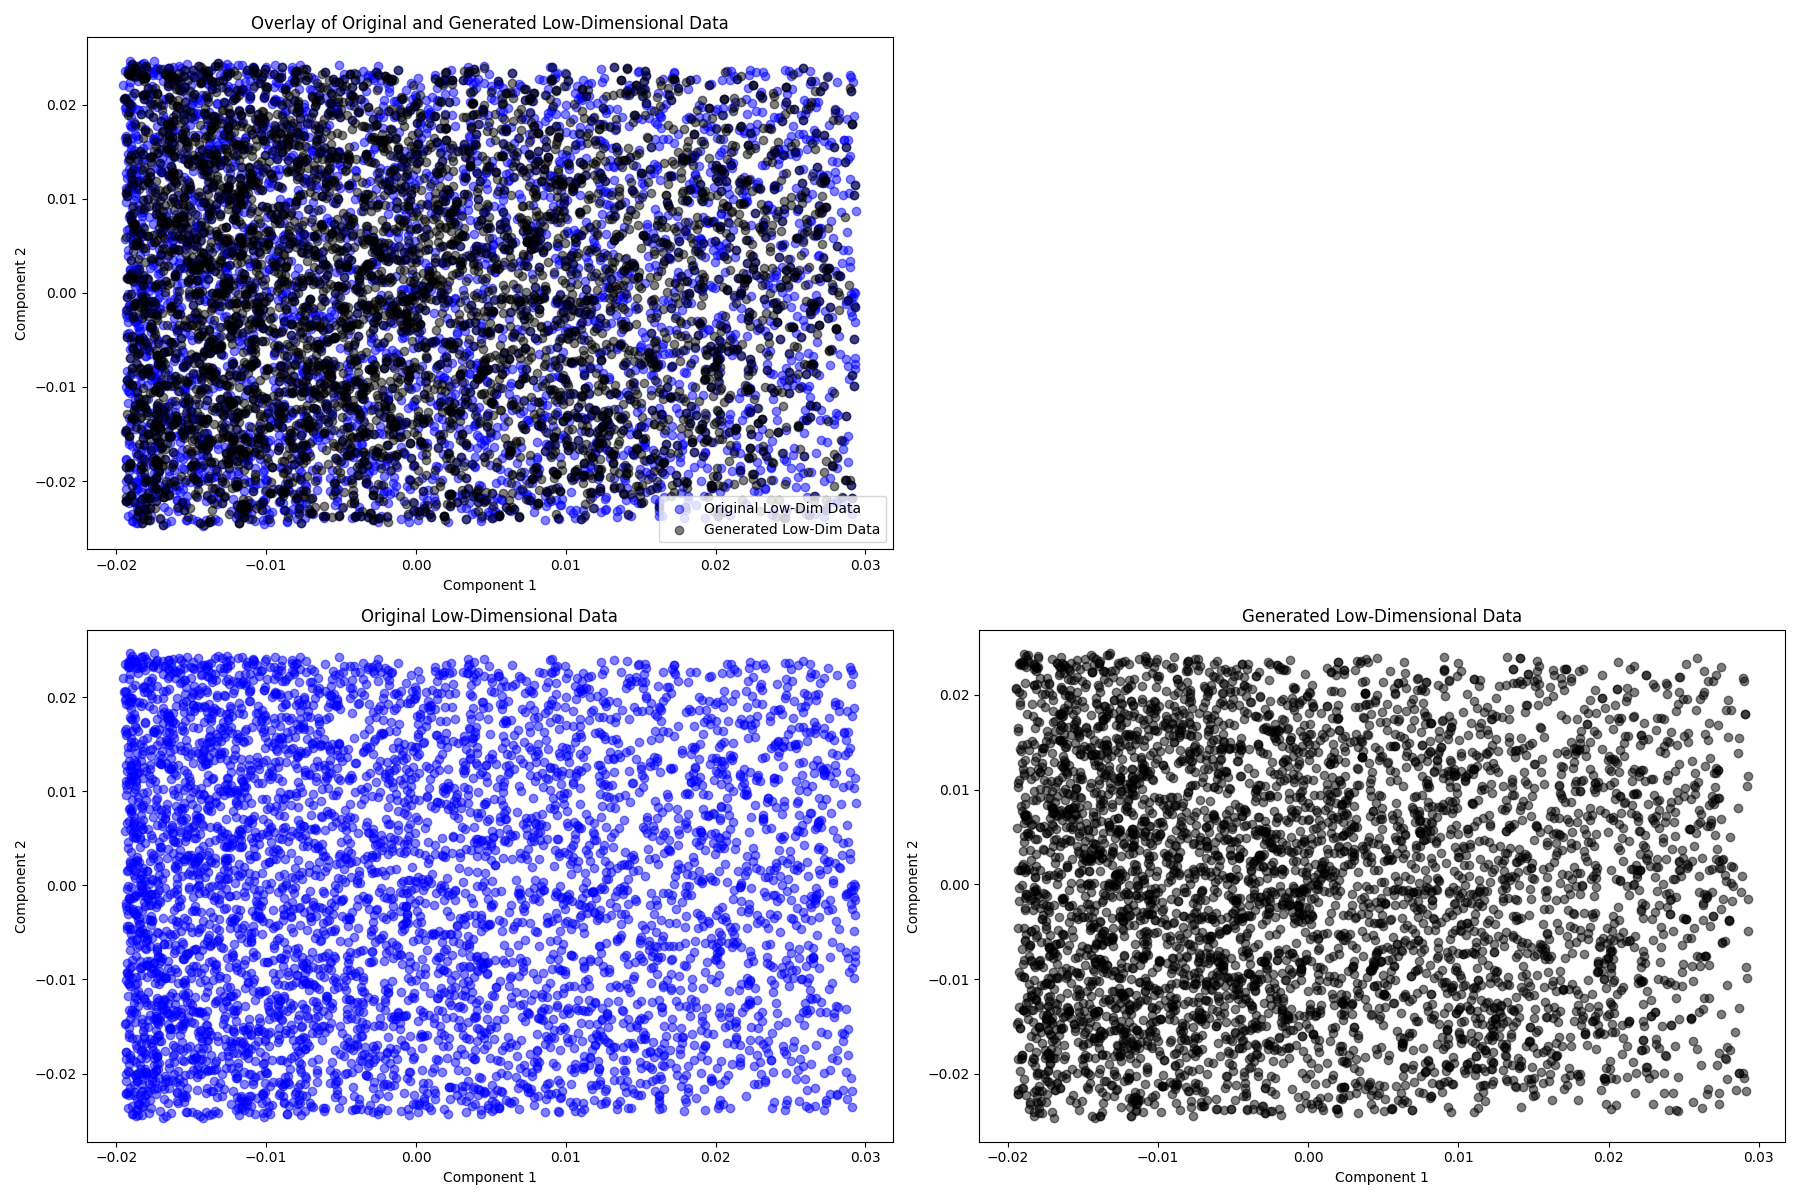 Overlay of Original and Generated Low-Dimensional Data
Component 2
0.02
0.01
0.00
−0.01
−0.02
Original Low-Dim Data
Generated Low-Dim Data
−0.02 −0.01 0.00 0.01 0.02 0.03
Component 1
Original Low-Dimensional Data
Component 2
0.02
0.01
0.00
−0.01
−0.02
−0.02 −0.01 0.00 0.01 0.02 0.03
Component 1
Generated Low-Dimensional Data
Component 2
0.02
0.01
0.00
−0.01
−0.02
−0.02 −0.01 0.00 0.01 0.02 0.03
Component 1